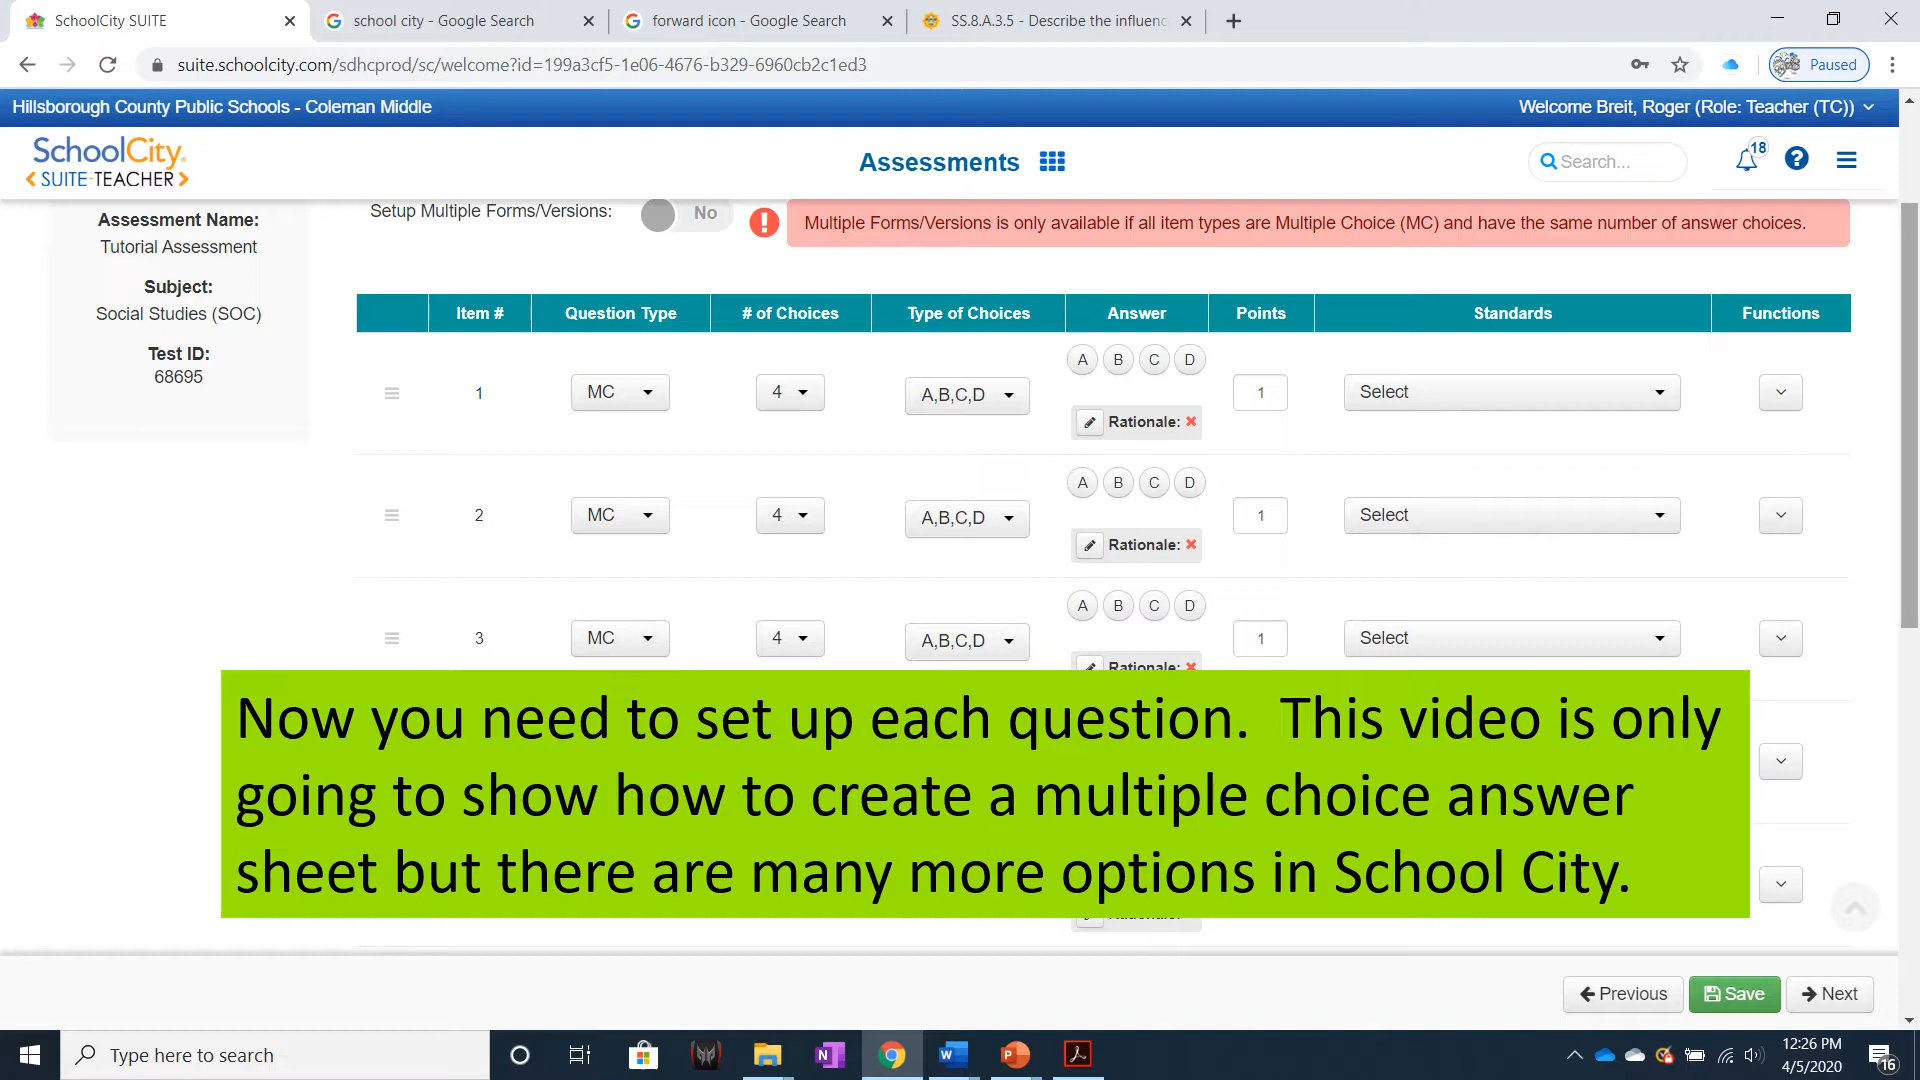 SchoolCity SUITE
school city - Google Search
forward icon - Google Search
SS.8.A.3.5 - Describe the influenc
suite.schoolcity.com/sdhcprod/sc/welcome?id=199a3cf5-1e06-4676-b329-6960cb2c1ed3
Paused
Hillsborough County Public Schools - Coleman Middle
Welcome Breit, Roger (Role: Teacher (TC))
SchoolCity
SUITE-TEACHER
Assessments
Search...
18
Assessment Name:
Tutorial Assessment
Subject:
Social Studies (SOC)
Test ID:
68695
Setup Multiple Forms/Versions: No
Multiple Forms/Versions is only available if all item types are Multiple Choice (MC) and have the same number of answer choices.
Item # Question Type # of Choices Type of Choices Answer Points Standards Functions
A B C D
1 MC 4 A,B,C,D 1 Select
Rationale:
A B C D
2 MC 4 A,B,C,D 1 Select
Rationale:
A B C D
3 MC 4 A,B,C,D 1 Select
Rationale:
Now you need to set up each question. This video is only
going to show how to create a multiple choice answer
sheet but there are many more options in School City.
Previous Save Next
Type here to search
12:26 PM
4/5/2020
16